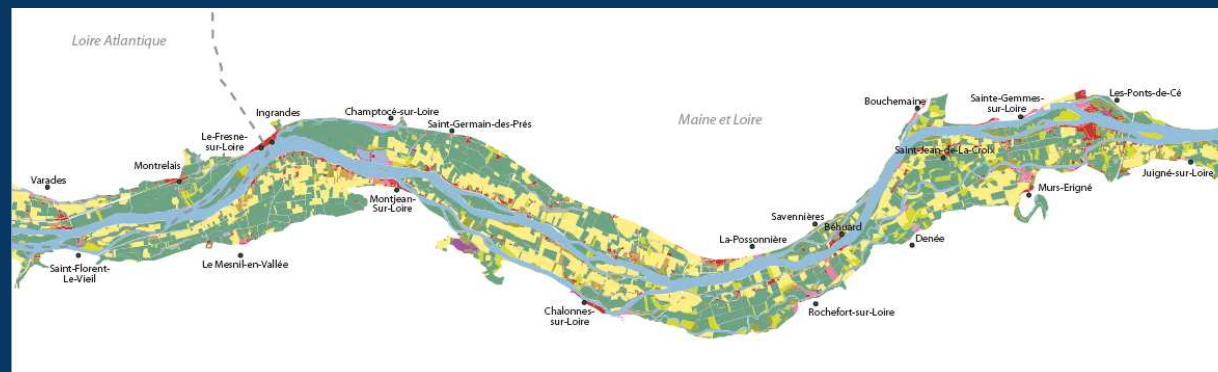 Loire Atlantique
Maine et Loire
Varades
Montrelais
Le-Fresne-
sur-Loire
Ingrandes
Champtocé-sur-Loire
Saint-Germain-des-Prés
Saint-Florent-
Le-Vieil
Le Mesnil-en-Vallée
Montjean-
Sur-Loire
Chalonnes-
sur-Loire
La-Possonnière
Savennières
Béhuard
Rochefort-sur-Loire
Denée
Bouchemaine
Saint-Jean-de-La-Croix
Sainte-Gemmes-
sur-Loire
Les-Ponts-de-Cé
Murs-Erigné
Juigné-sur-Loire